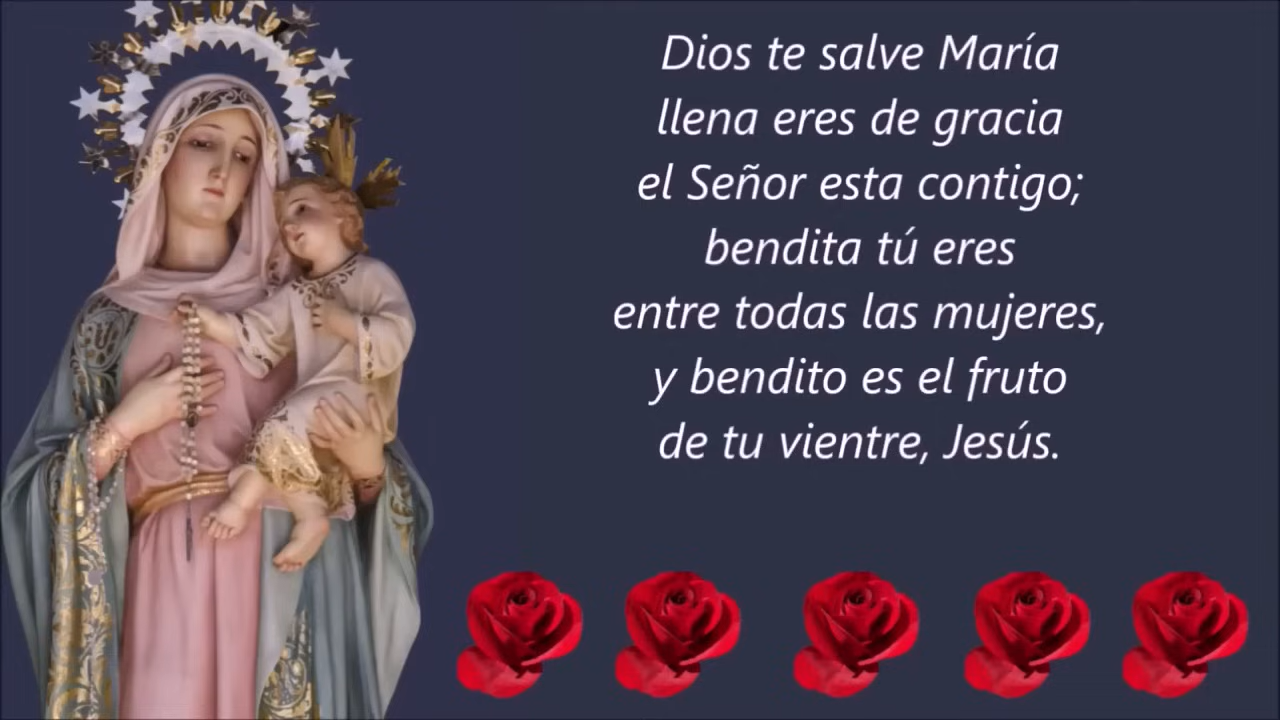 Dios te salve María
llena eres de gracia
el Señor esta contigo;
bendita tú eres
entre todas las mujeres,
y bendito es el fruto
de tu vientre, Jesús.